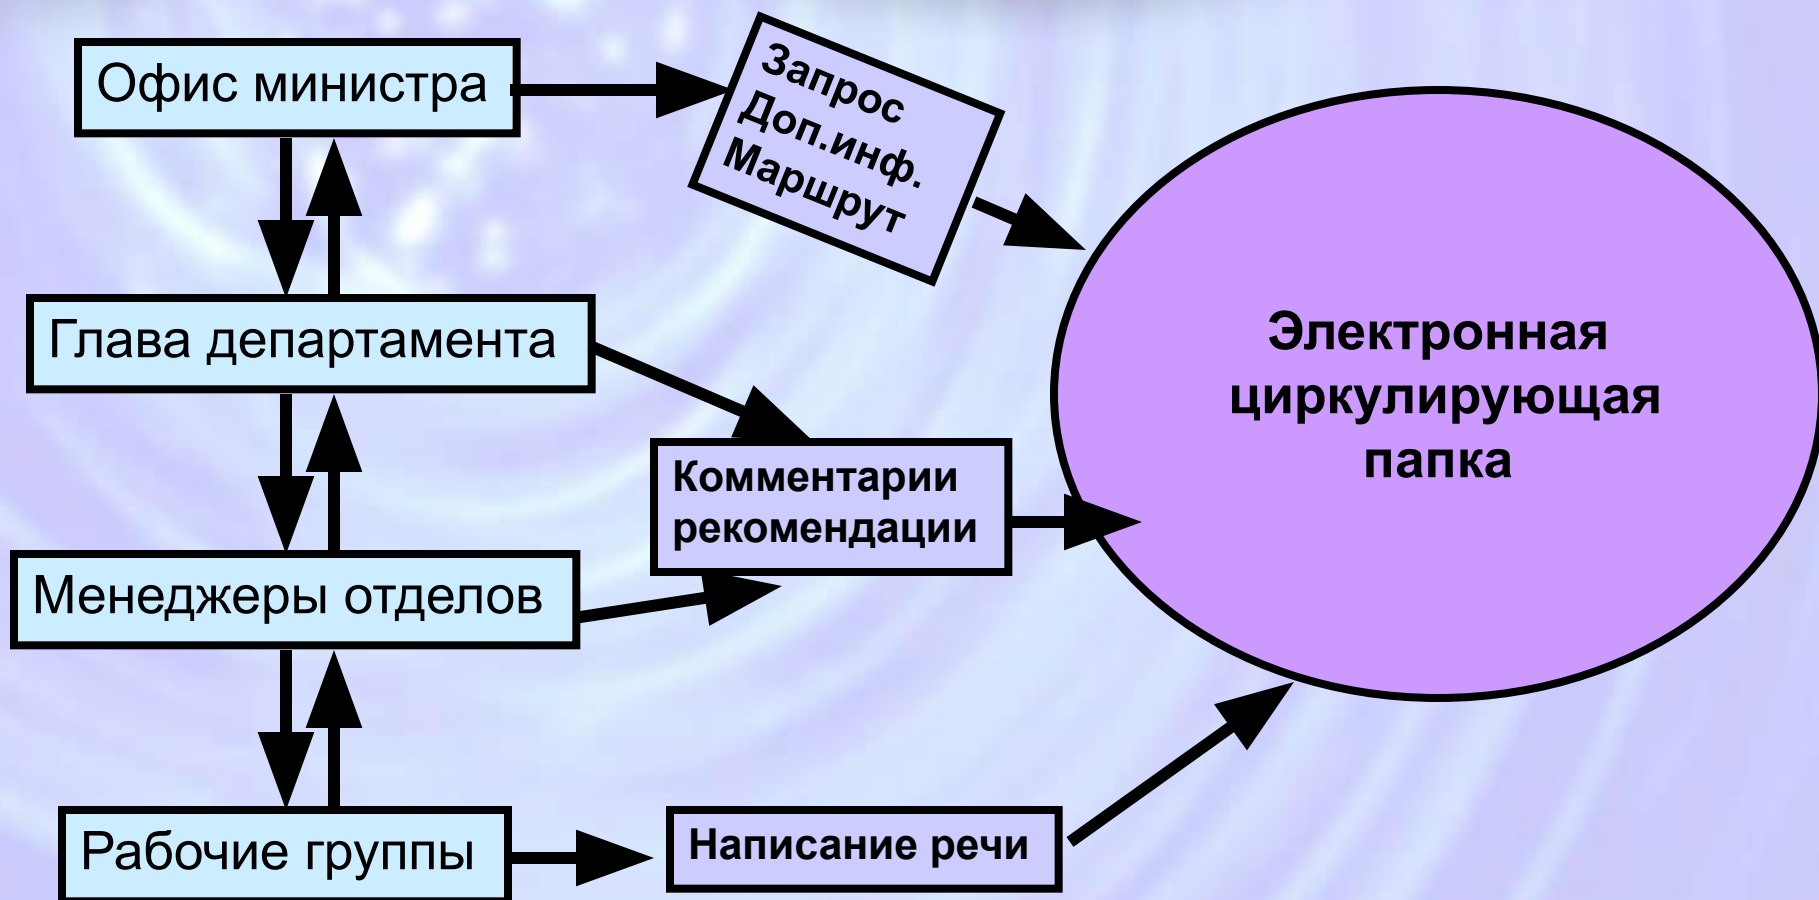 Офис министра
Запрос
Доп.инф.
Маршрут
Глава департамента
Электронная
циркулирующая
папка
Комментарии
рекомендации
Менеджеры отделов
Рабочие группы
Написание речи